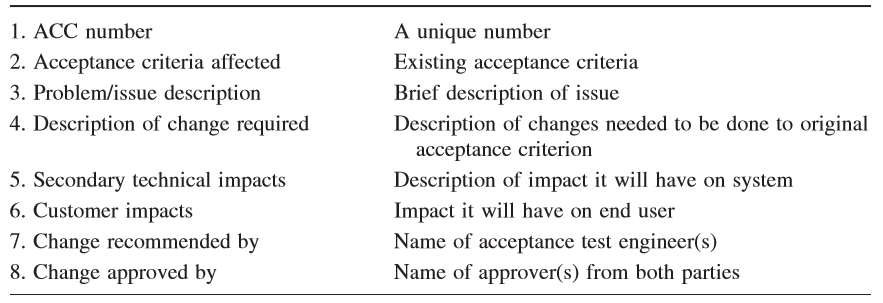 1. ACC number A unique number
2. Acceptance criteria affected Existing acceptance criteria
3. Problem/issue description Brief description of issue
4. Description of change required Description of changes needed to be done to original
acceptance criterion
5. Secondary technical impacts Description of impact it will have on system
6. Customer impacts Impact it will have on end user
7. Change recommended by Name of acceptance test engineer(s)
8. Change approved by Name of approver(s) from both parties